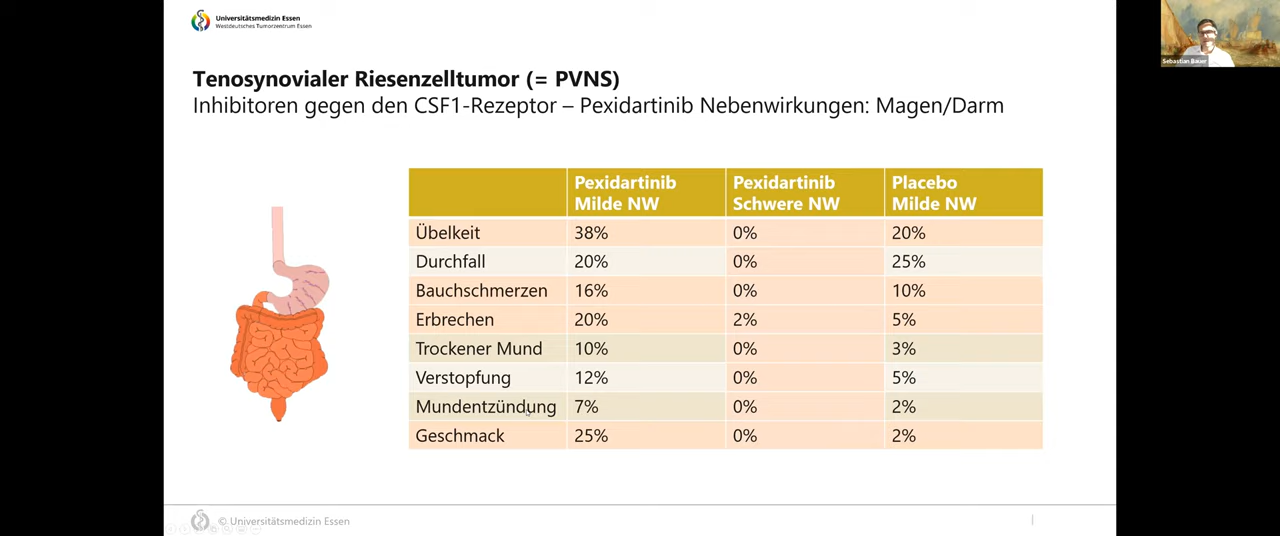 Universitätsmedizin Essen
Westdeutsches Tumorzentrum Essen
Sebastian Bauer
Tenosynovialer Riesenzelltumor (= PVNS)
Inhibitoren gegen den CSF1-Rezeptor – Pexidartinib Nebenwirkungen: Magen/Darm
Pexidartinib Milde NW Pexidartinib Schwere NW Placebo Milde NW
Übelkeit 38% 0% 20%
Durchfall 20% 0% 25%
Bauchschmerzen 16% 0% 10%
Erbrechen 20% 2% 5%
Trockener Mund 10% 0% 3%
Verstopfung 12% 0% 5%
Mundentzündung 7% 0% 2%
Geschmack 25% 0% 2%
© Universitätsmedizin Essen